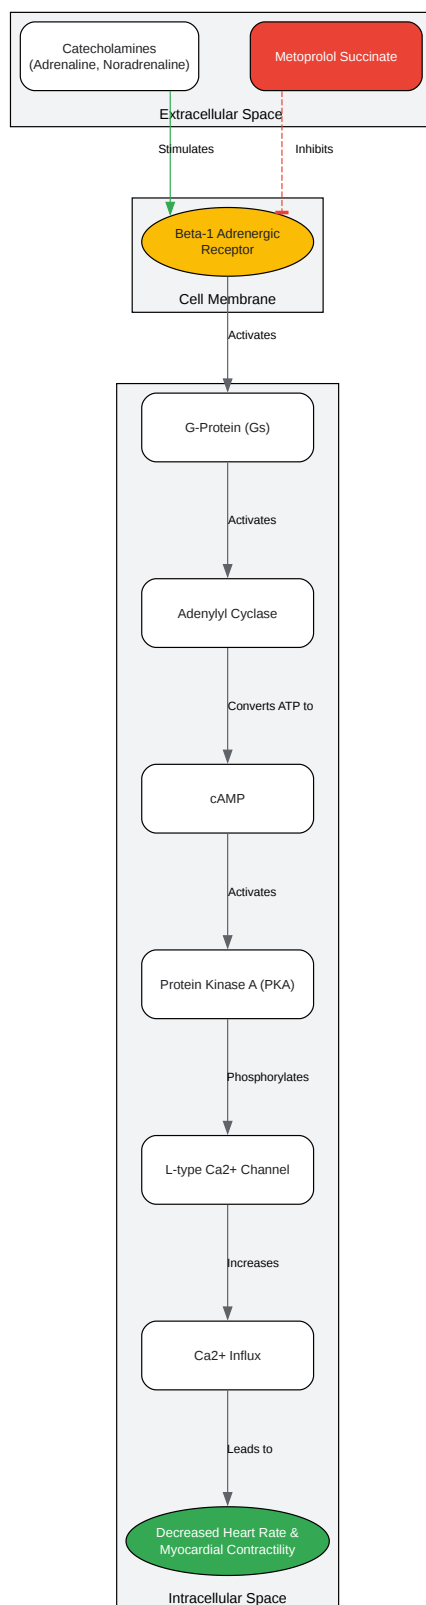 Catecholamines
(Adrenaline, Noradrenaline)
Metoprolol Succinate
Extracellular Space
Stimulates
Inhibits
Beta-1 Adrenergic
Receptor
Cell Membrane
Activates
G-Protein (Gs)
Activates
Adenylyl Cyclase
Converts ATP to
cAMP
Activates
Protein Kinase A (PKA)
Phosphorylates
L-type Ca2+ Channel
Increases
Ca2+ Influx
Leads to
Decreased Heart Rate &
Myocardial Contractility
Intracellular Space